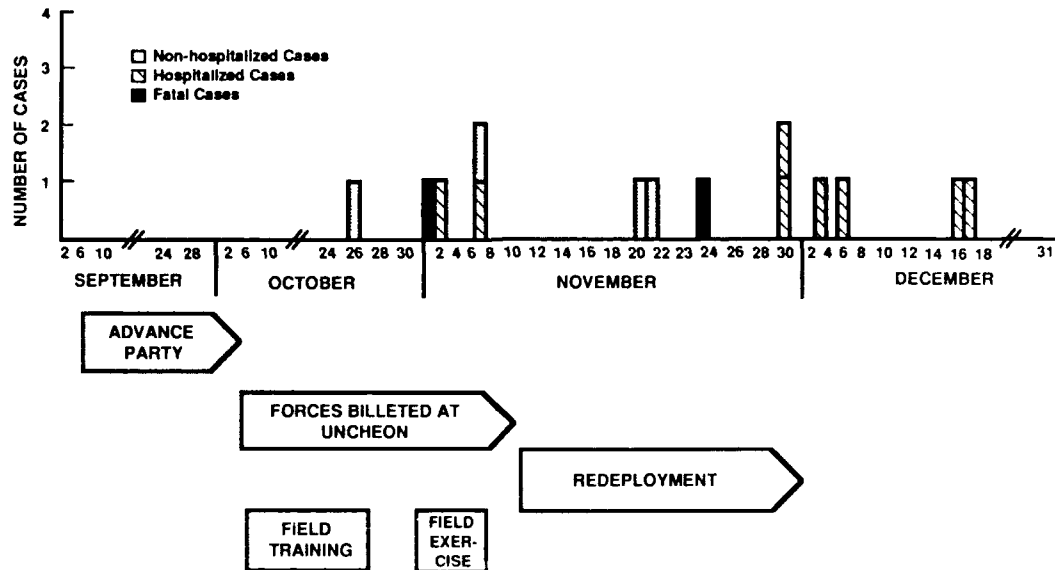 4
3
2
1
NUMBER OF CASES
Non-hospitalized Cases
Hospitalized Cases
Fatal Cases
2 6 10 24 28 2 6 10 24 26 28 30 2 4 6 8 10 12 14 16 18 20 22 24 26 28 30 2 4 6 8 10 12 14 16 18 31
SEPTEMBER OCTOBER NOVEMBER DECEMBER
ADVANCE
PARTY
FORCES BILLETED AT
UNCHEON
REDEPLOYMENT
FIELD
TRAINING
FIELD
EXER-
CISE